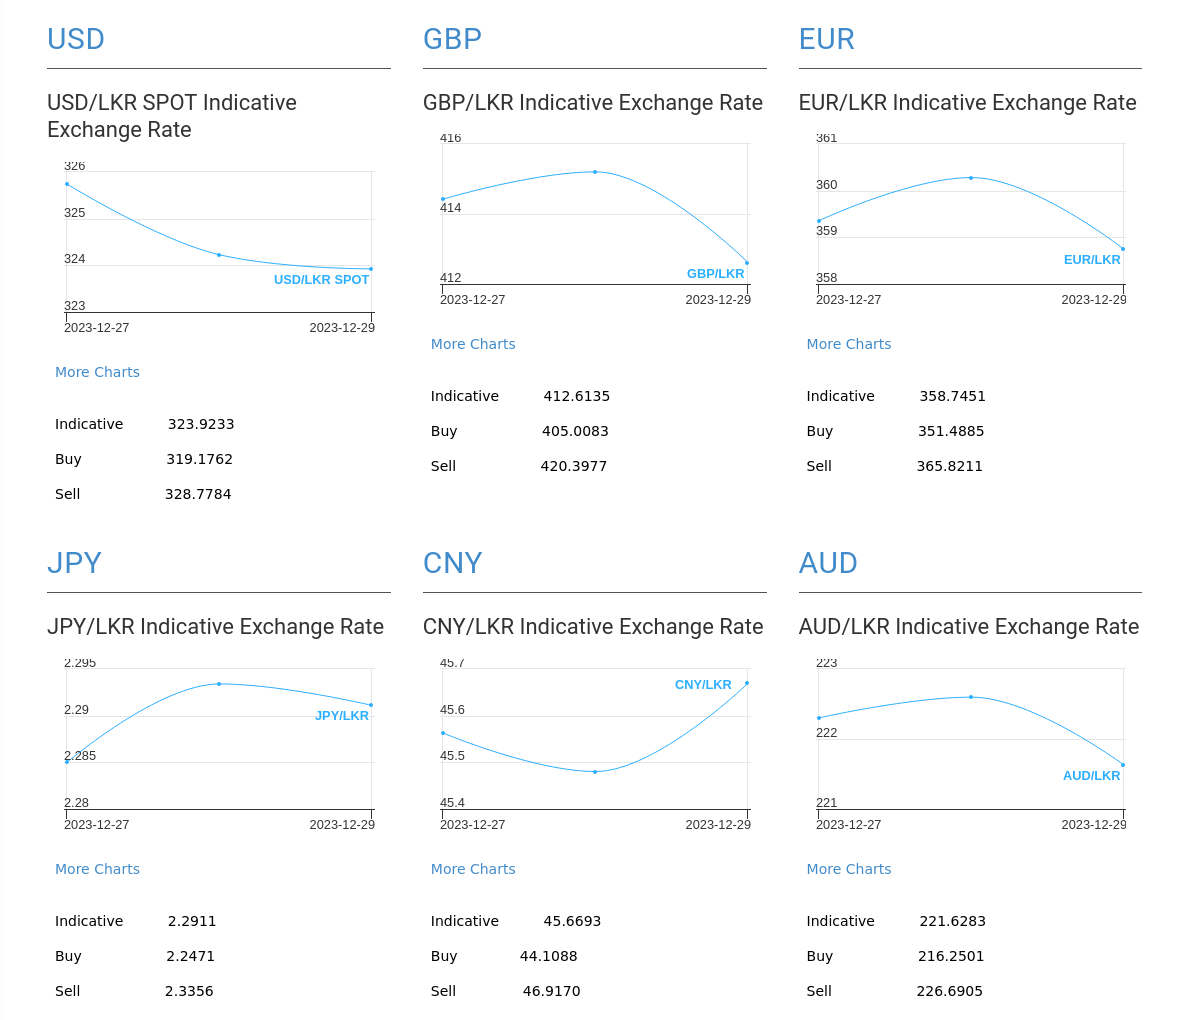 USD
USD/LKR SPOT Indicative
Exchange Rate
326
325
324
323
USD/LKR SPOT
2023-12-27 2023-12-29
More Charts
Indicative 323.9233
Buy 319.1762
Sell 328.7784
GBP
GBP/LKR Indicative Exchange Rate
416
414
412
GBP/LKR
2023-12-27 2023-12-29
More Charts
Indicative 412.6135
Buy 405.0083
Sell 420.3977
EUR
EUR/LKR Indicative Exchange Rate
361
360
359
358
EUR/LKR
2023-12-27 2023-12-29
More Charts
Indicative 358.7451
Buy 351.4885
Sell 365.8211
JPY
JPY/LKR Indicative Exchange Rate
2.295
2.29
2.285
2.28
JPY/LKR
2023-12-27 2023-12-29
More Charts
Indicative 2.2911
Buy 2.2471
Sell 2.3356
CNY
CNY/LKR Indicative Exchange Rate
45.7
45.6
45.5
45.4
CNY/LKR
2023-12-27 2023-12-29
More Charts
Indicative 45.6693
Buy 44.1088
Sell 46.9170
AUD
AUD/LKR Indicative Exchange Rate
223
222
221
AUD/LKR
2023-12-27 2023-12-29
More Charts
Indicative 221.6283
Buy 216.2501
Sell 226.6905